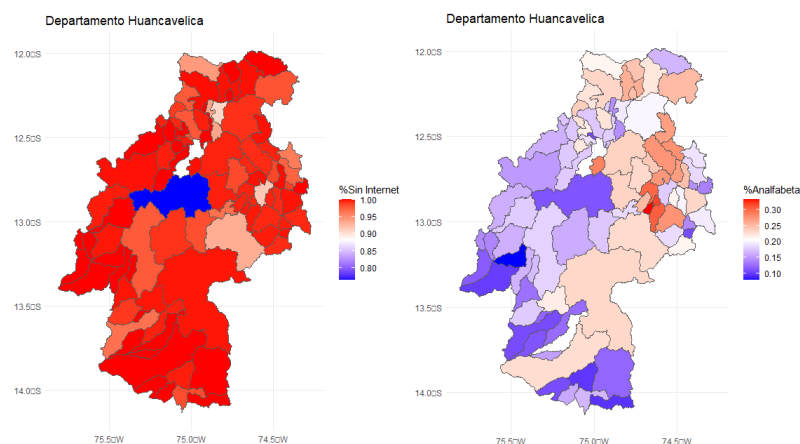 Departamento Huancavelica
12.0□S
12.5□S
13.0□S
13.5□S
14.0□S
75.5□W
75.0□W
74.5□W
%Sin Internet
1.00
0.95
0.90
0.85
0.80
Departamento Huancavelica
12.0□S
12.5□S
13.0□S
13.5□S
14.0□S
75.5□W
75.0□W
74.5□W
%Analfabeta
0.30
0.25
0.20
0.15
0.10